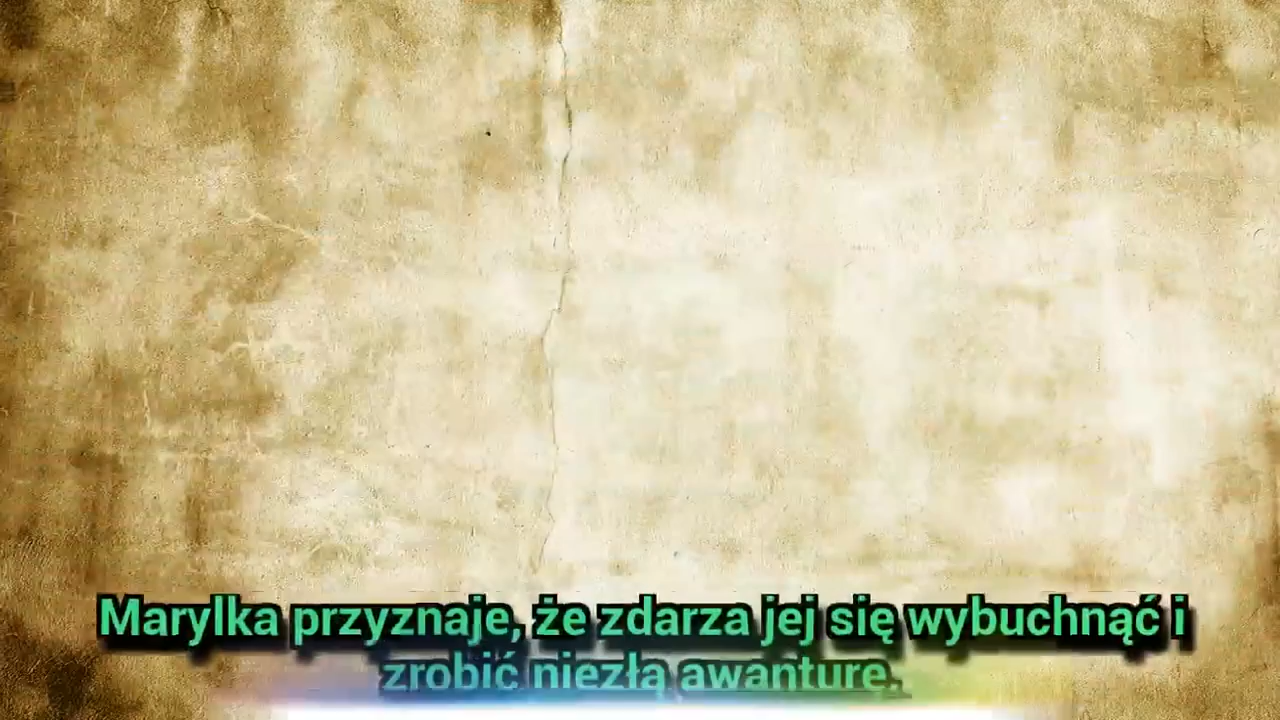 Marylka przyznaje, że zdarza jej się wybuchnąć i
zrobić niezłą awanturę.